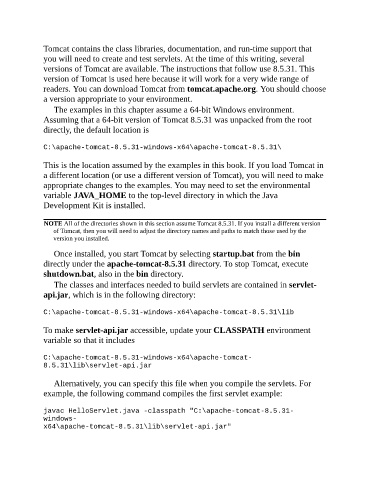 Tomcat contains the class libraries, documentation, and run-time support that
you will need to create and test servlets. At the time of this writing, several
versions of Tomcat are available. The instructions that follow use 8.5.31. This
version of Tomcat is used here because it will work for a very wide range of
readers. You can download Tomcat from tomcat.apache.org. You should choose
a version appropriate to your environment.
The examples in this chapter assume a 64-bit Windows environment.
Assuming that a 64-bit version of Tomcat 8.5.31 was unpacked from the root
directly, the default location is
C:\apache-tomcat-8.5.31-windows-x64\apache-tomcat-8.5.31\
This is the location assumed by the examples in this book. If you load Tomcat in
a different location (or use a different version of Tomcat), you will need to make
appropriate changes to the examples. You may need to set the environmental
variable JAVA_HOME to the top-level directory in which the Java
Development Kit is installed.
NOTE All of the directories shown in this section assume Tomcat 8.5.31. If you install a different version
of Tomcat, then you will need to adjust the directory names and paths to match those used by the
version you installed.
Once installed, you start Tomcat by selecting startup.bat from the bin
directly under the apache-tomcat-8.5.31 directory. To stop Tomcat, execute
shutdown.bat, also in the bin directory.
The classes and interfaces needed to build servlets are contained in servlet-
api.jar, which is in the following directory:
C:\apache-tomcat-8.5.31-windows-x64\apache-tomcat-8.5.31\lib
To make servlet-api.jar accessible, update your CLASSPATH environment
variable so that it includes
C:\apache-tomcat-8.5.31-windows-x64\apache-tomcat-
8.5.31\lib\servlet-api.jar
Alternatively, you can specify this file when you compile the servlets. For
example, the following command compiles the first servlet example:
javac HelloServlet.java -classpath "C:\apache-tomcat-8.5.31-
windows-
x64\apache-tomcat-8.5.31\lib\servlet-api.jar"